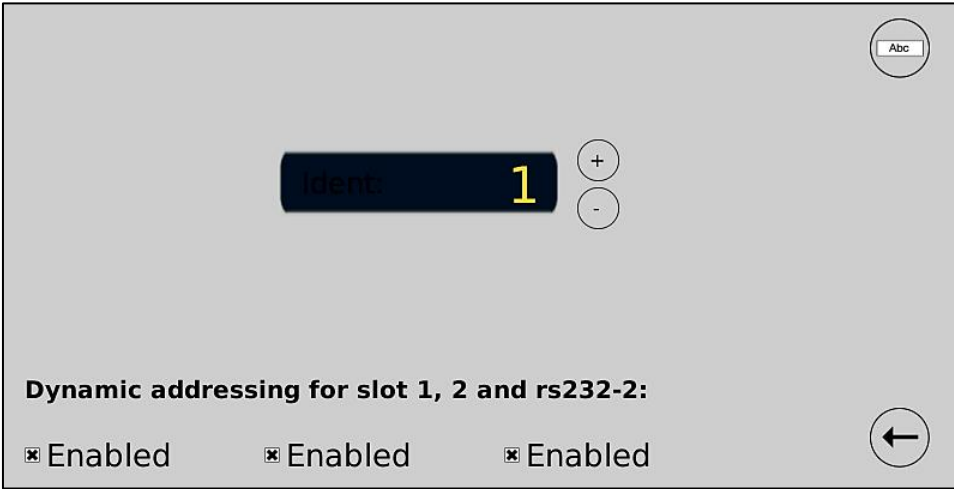 Abc
Ident: 1
+
-
Dynamic addressing for slot 1, 2 and rs232-2:
Enabled Enabled Enabled